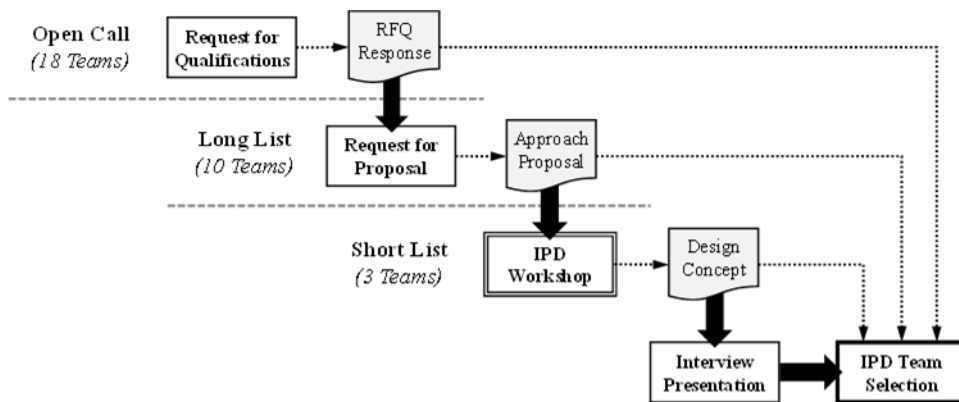 Open Call
(18 Teams)
Request for
Qualifications
RFQ
Response
Long List
(10 Teams)
Request for
Proposal
Approach
Proposal
Short List
(3 Teams)
IPD
Workshop
Design
Concept
Interview
Presentation
IPD Team
Selection